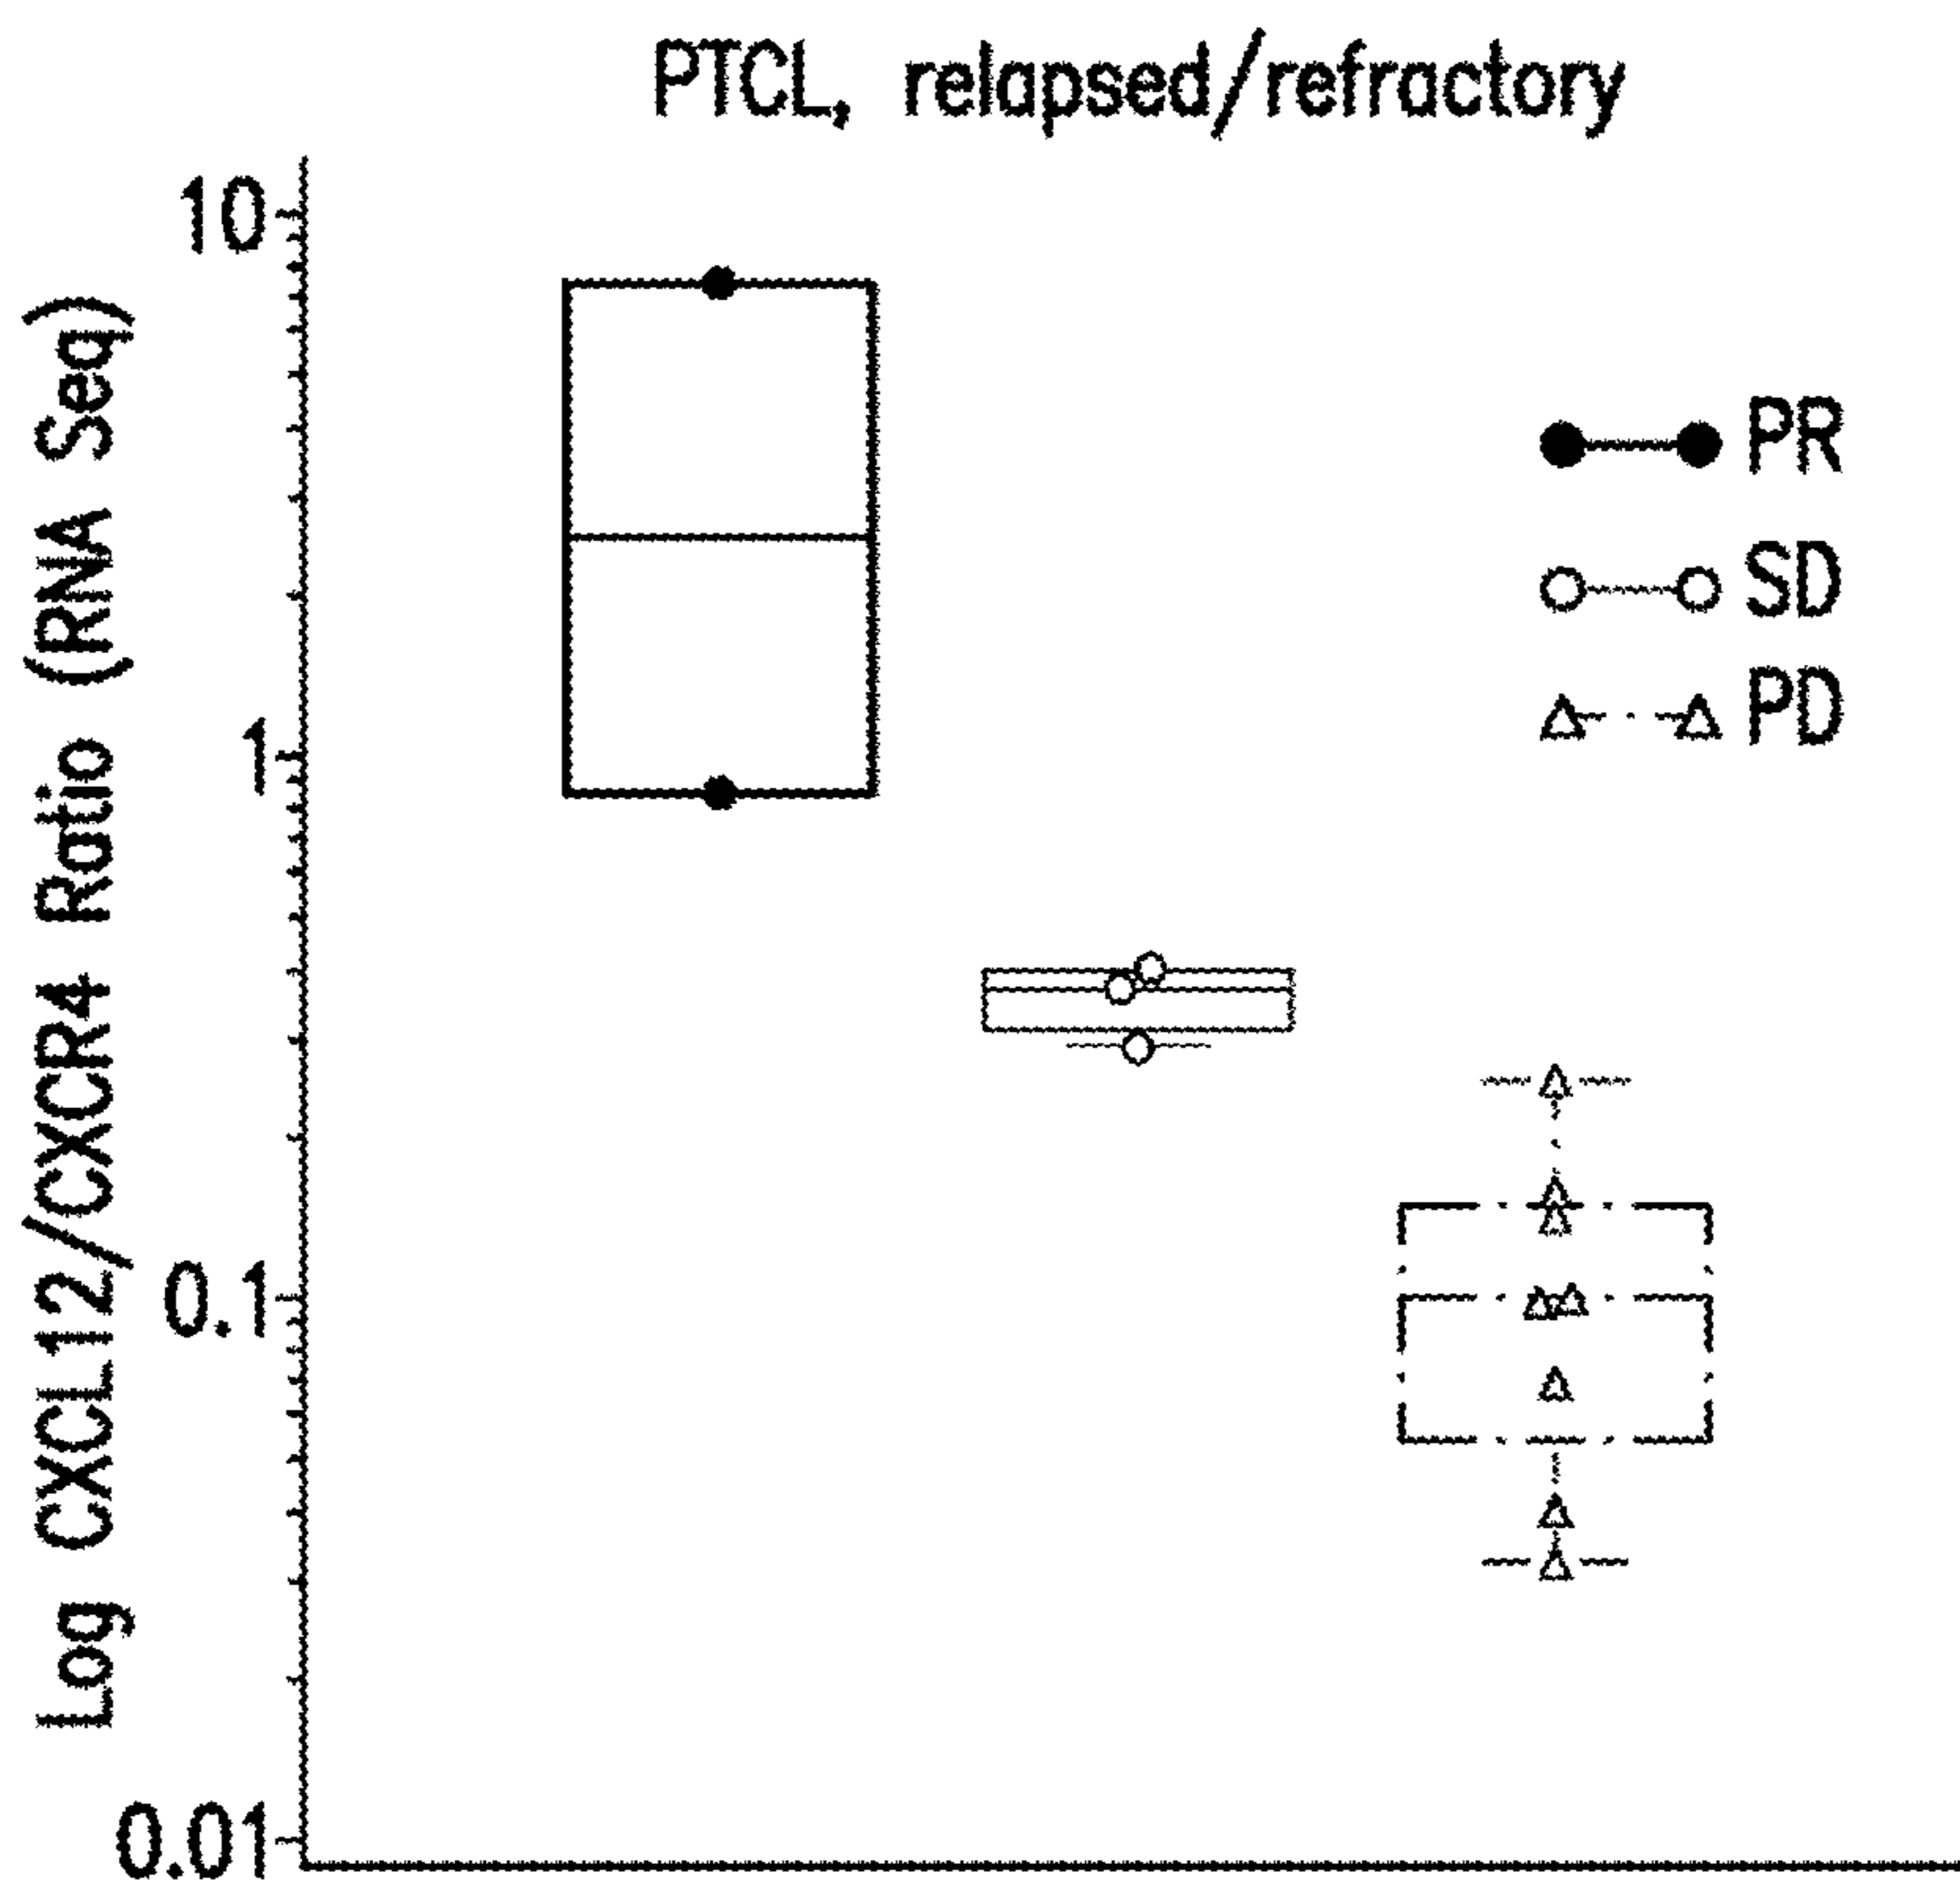 PTCL, relapsed/refractory
Log CXCL12/CXCR4 Ratio (RNA Seq)
10
1
0.1
0.01
PR
SD
PD